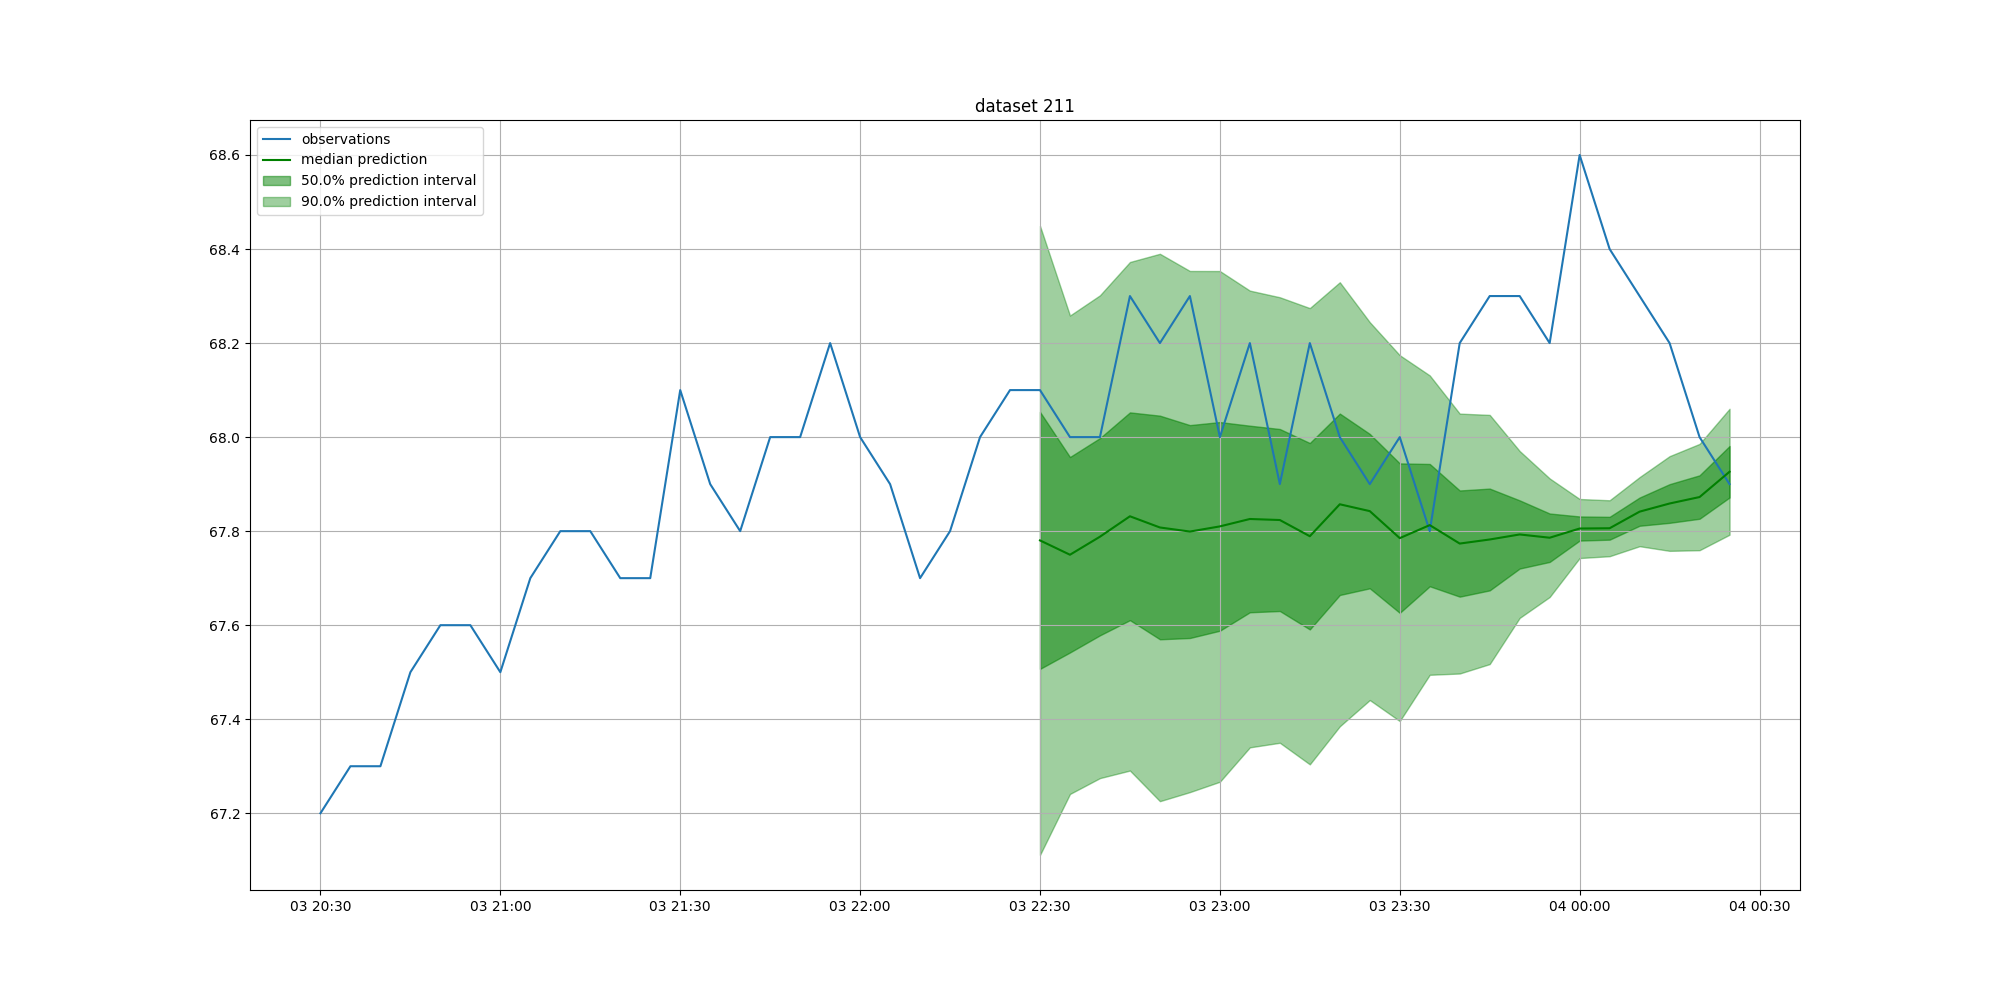 dataset 211
observations
median prediction
50.0% prediction interval
90.0% prediction interval
68.6
68.4
68.2
68.0
67.8
67.6
67.4
67.2
03 20:30 03 21:00 03 21:30 03 22:00 03 22:30 03 23:00 03 23:30 04 00:00 04 00:30